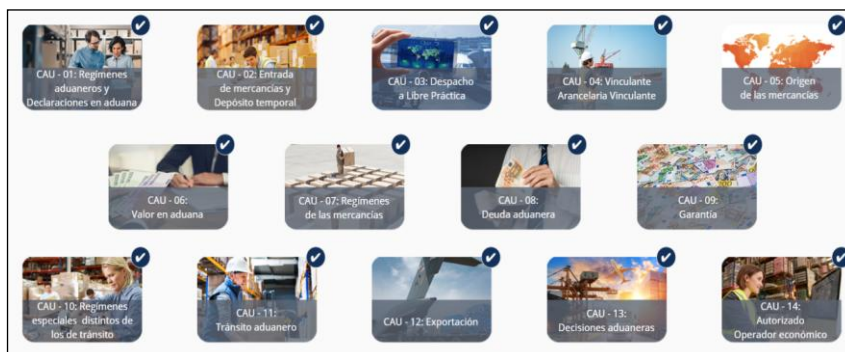 CAU - 01: Regímenes
aduaneros y
Declaraciones en aduana
CAU - 02: Entrada
de mercancías y
Depósito temporal
CAU - 03: Despacho
a Libre Práctica
CAU - 04: Vinculante
Arancelaria Vinculante
CAU - 05: Origen
de las mercancías
CAU - 06:
Valor en aduana
CAU - 07: Regímenes
de las mercancías
CAU - 08:
Deuda aduanera
CAU - 09:
Garantía
CAU - 10: Regímenes
especiales distintos de
los de tránsito
CAU - 11:
Tránsito aduanero
CAU - 12: Exportación
CAU - 13:
Decisiones aduaneras
CAU - 14:
Autorizado
Operador económico